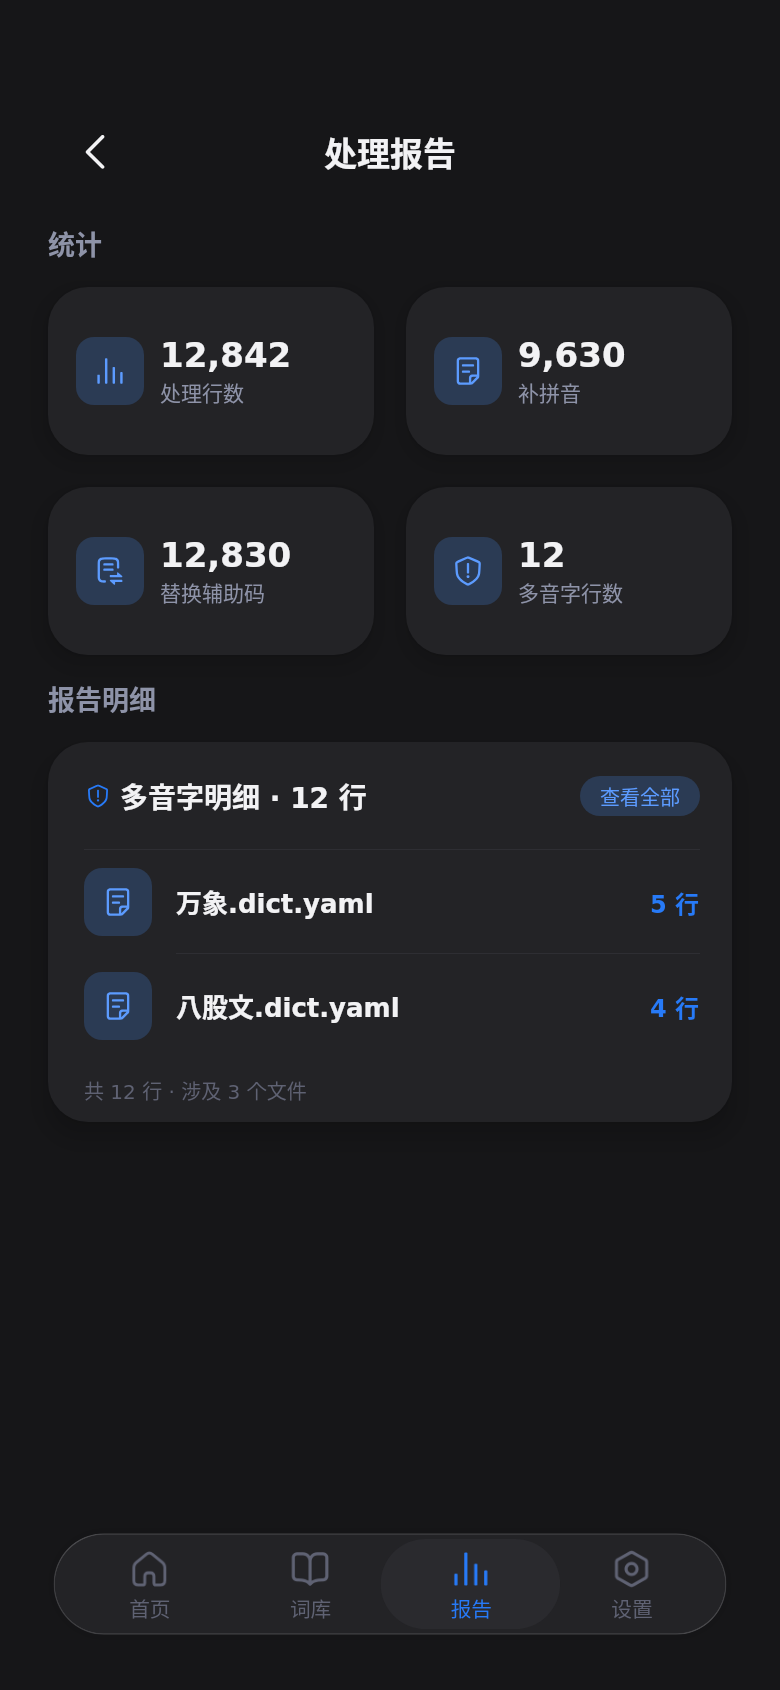 处理报告
统计
12,842
处理行数
9,630
补拼音
12,830
替换辅助码
12
多音字行数
报告明细
多音字明细 · 12 行
查看全部
万象.dict.yaml
5 行
八股文.dict.yaml
4 行
共 12 行 · 涉及 3 个文件
首页
词库
报告
设置